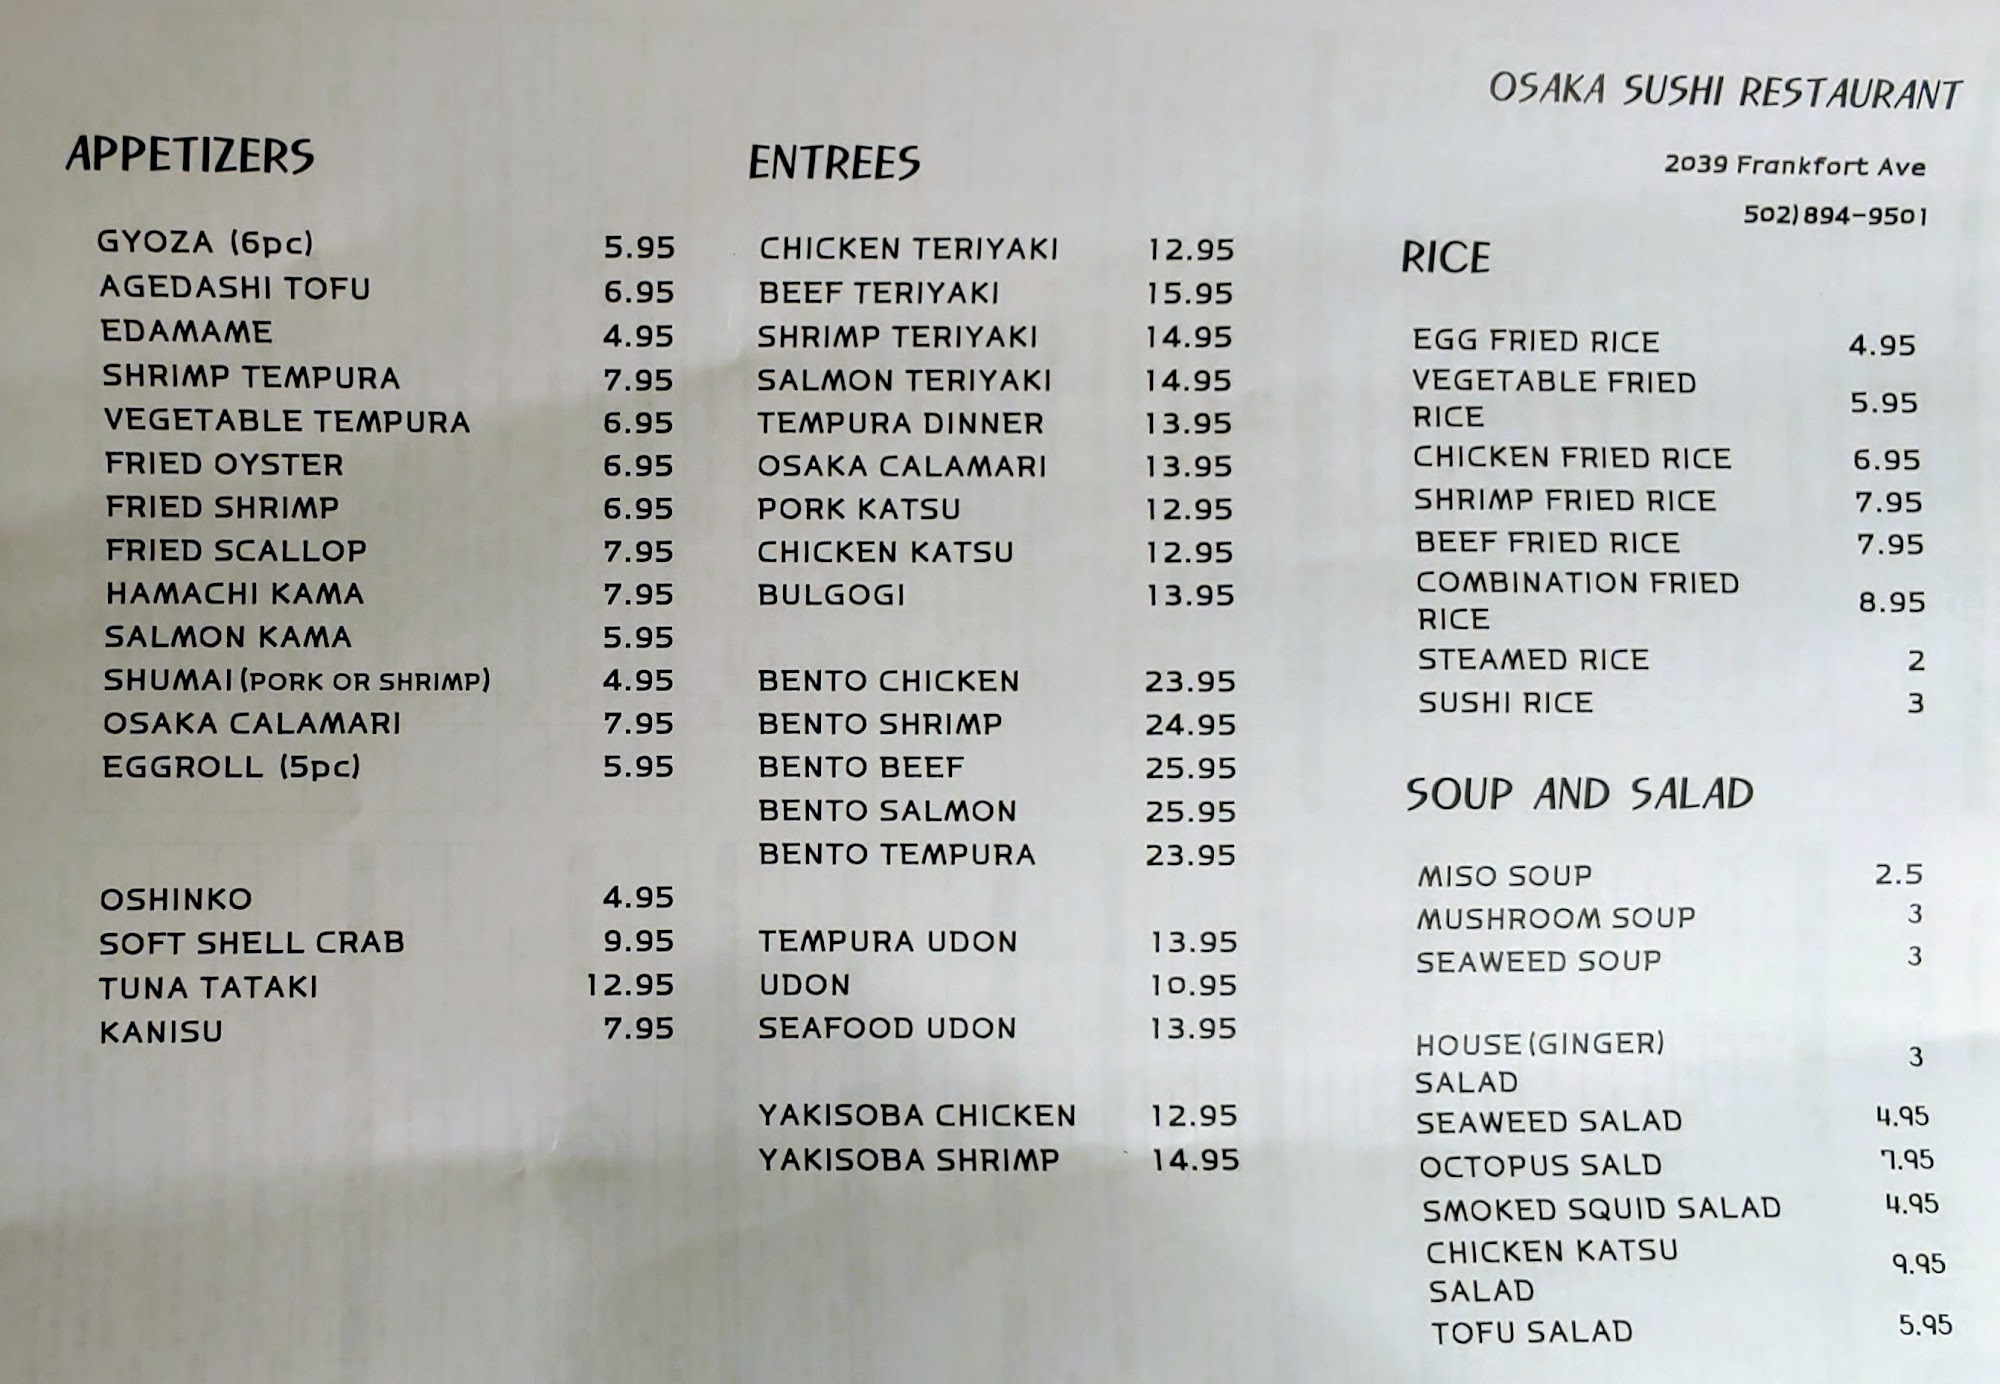 OSAKA SUSHI RESTAURANT
2039 Frankfort Ave
502)894-9501
APPETIZERS
GYOZA (6pc) 5.95
AGEDASHI TOFU 6.95
EDAMAME 4.95
SHRIMP TEMPURA 7.95
VEGETABLE TEMPURA 6.95
FRIED OYSTER 6.95
FRIED SHRIMP 6.95
FRIED SCALLOP 7.95
HAMACHI KAMA 7.95
SALMON KAMA 5.95
SHUMAI(PORK OR SHRIMP) 4.95
OSAKA CALAMARI 7.95
EGGROLL (5pc) 5.95
OSHINKO 4.95
SOFT SHELL CRAB 9.95
TUNA TATAKI 12.95
KANISU 7.95
ENTREES
CHICKEN TERIYAKI 12.95
BEEF TERIYAKI 15.95
SHRIMP TERIYAKI 14.95
SALMON TERIYAKI 14.95
TEMPURA DINNER 13.95
OSAKA CALAMARI 13.95
PORK KATSU 12.95
CHICKEN KATSU 12.95
BULGOGI 13.95
BENTO CHICKEN 23.95
BENTO SHRIMP 24.95
BENTO BEEF 25.95
BENTO SALMON 25.95
BENTO TEMPURA 23.95
TEMPURA UDON 13.95
UDON 10.95
SEAFOOD UDON 13.95
YAKISOBA CHICKEN 12.95
YAKISOBA SHRIMP 14.95
RICE
EGG FRIED RICE 4.95
VEGETABLE FRIED
RICE 5.95
CHICKEN FRIED RICE 6.95
SHRIMP FRIED RICE 7.95
BEEF FRIED RICE 7.95
COMBINATION FRIED
RICE 8.95
STEAMED RICE 2
SUSHI RICE 3
SOUP AND SALAD
MISO SOUP 2.5
MUSHROOM SOUP 3
SEAWEED SOUP 3
HOUSE(GINGER)
SALAD 3
SEAWEED SALAD 4.95
OCTOPUS SALD 7.95
SMOKED SQUID SALAD 4.95
CHICKEN KATSU
SALAD 9.95
TOFU SALAD 5.95